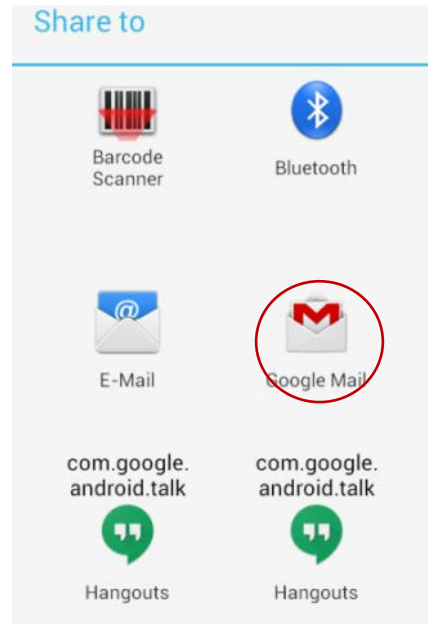 Share to
Barcode
Scanner
Bluetooth
@
E-Mail
Google Mail
com.google.
android.talk
com.google.
android.talk
Hangouts
Hangouts